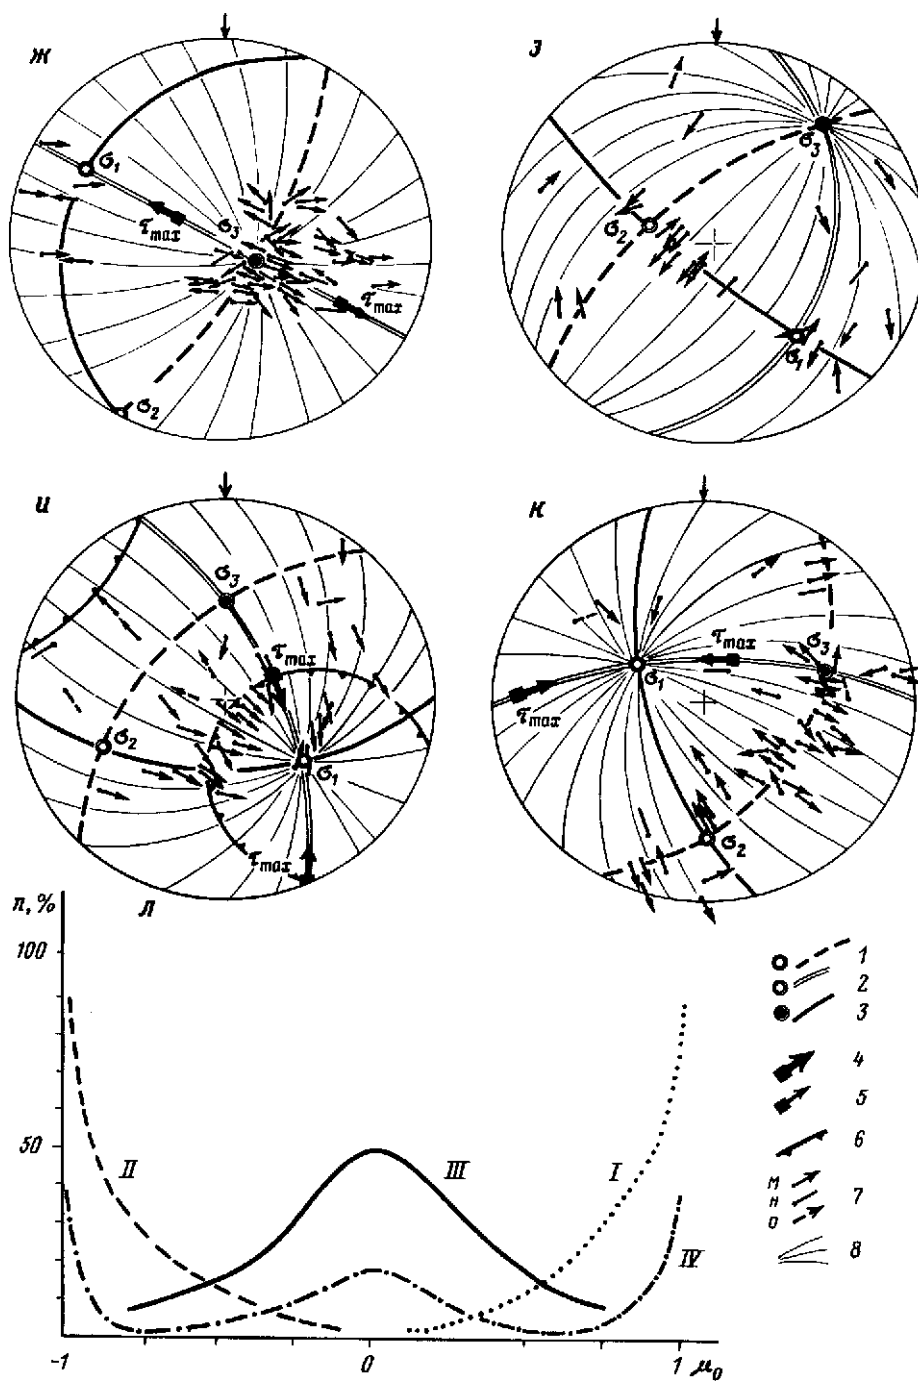 ж
з
σ₁
τmax
σ₃
τmax
σ₂
σ₃
σ₂
σ₁
и
к
σ₃
τmax
σ₂
σ₁
τmax
σ₁
τmax
σ₃
τmax
σ₂
n, %
л
100
50
II
III
I
IV
-1
0
1 μ₀
1
2
3
4
5
6
м
н
о
7
8